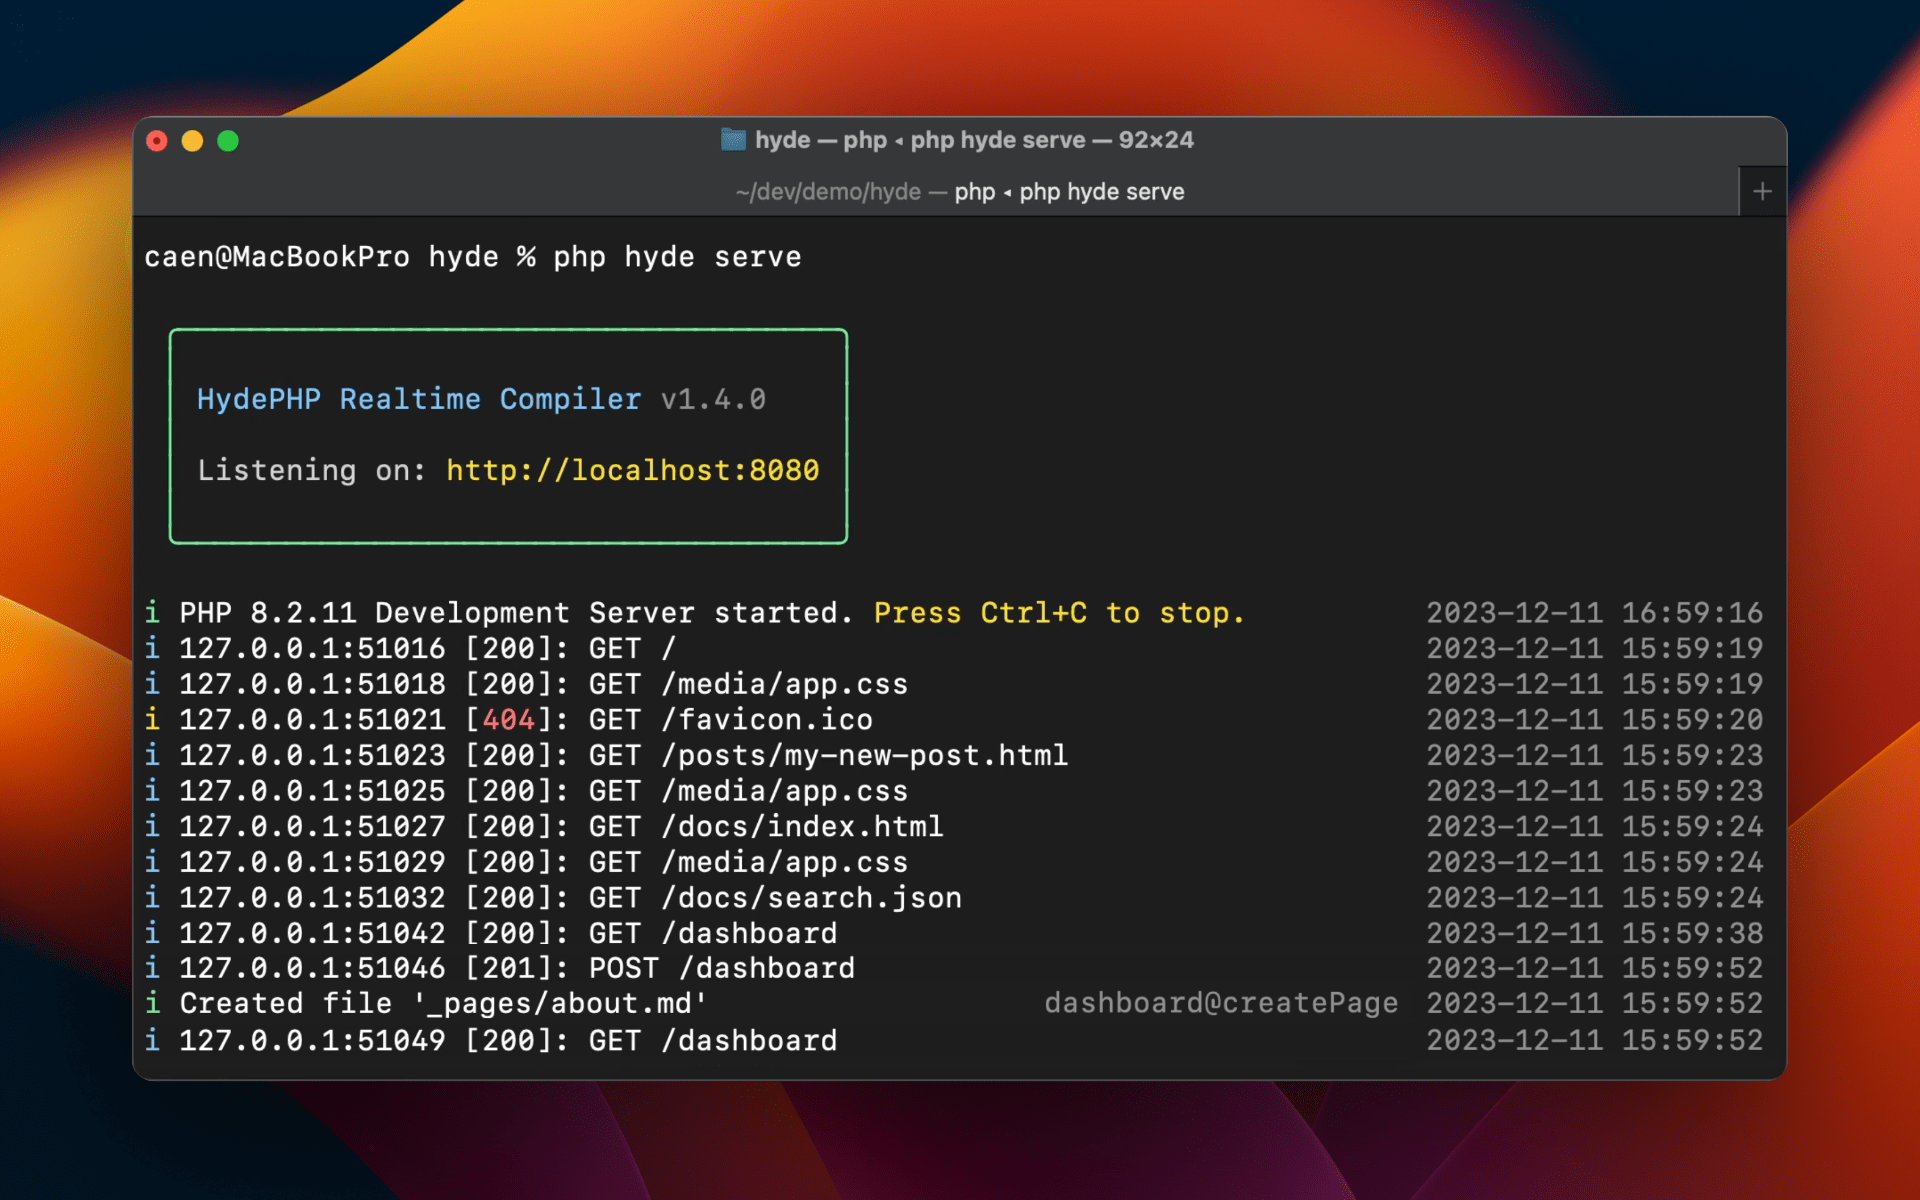 hyde — php ◂ php hyde serve — 92×24
~/dev/demo/hyde — php ◂ php hyde serve
caen@MacBookPro hyde % php hyde serve
HydePHP Realtime Compiler v1.4.0
Listening on: http://localhost:8080
i PHP 8.2.11 Development Server started. Press Ctrl+C to stop. 2023-12-11 16:59:16
i 127.0.0.1:51016 [200]: GET / 2023-12-11 15:59:19
i 127.0.0.1:51018 [200]: GET /media/app.css 2023-12-11 15:59:19
i 127.0.0.1:51021 [404]: GET /favicon.ico 2023-12-11 15:59:20
i 127.0.0.1:51023 [200]: GET /posts/my-new-post.html 2023-12-11 15:59:23
i 127.0.0.1:51025 [200]: GET /media/app.css 2023-12-11 15:59:23
i 127.0.0.1:51027 [200]: GET /docs/index.html 2023-12-11 15:59:24
i 127.0.0.1:51029 [200]: GET /media/app.css 2023-12-11 15:59:24
i 127.0.0.1:51032 [200]: GET /docs/search.json 2023-12-11 15:59:24
i 127.0.0.1:51042 [200]: GET /dashboard 2023-12-11 15:59:38
i 127.0.0.1:51046 [201]: POST /dashboard 2023-12-11 15:59:52
i Created file '_pages/about.md' dashboard@createPage 2023-12-11 15:59:52
i 127.0.0.1:51049 [200]: GET /dashboard 2023-12-11 15:59:52